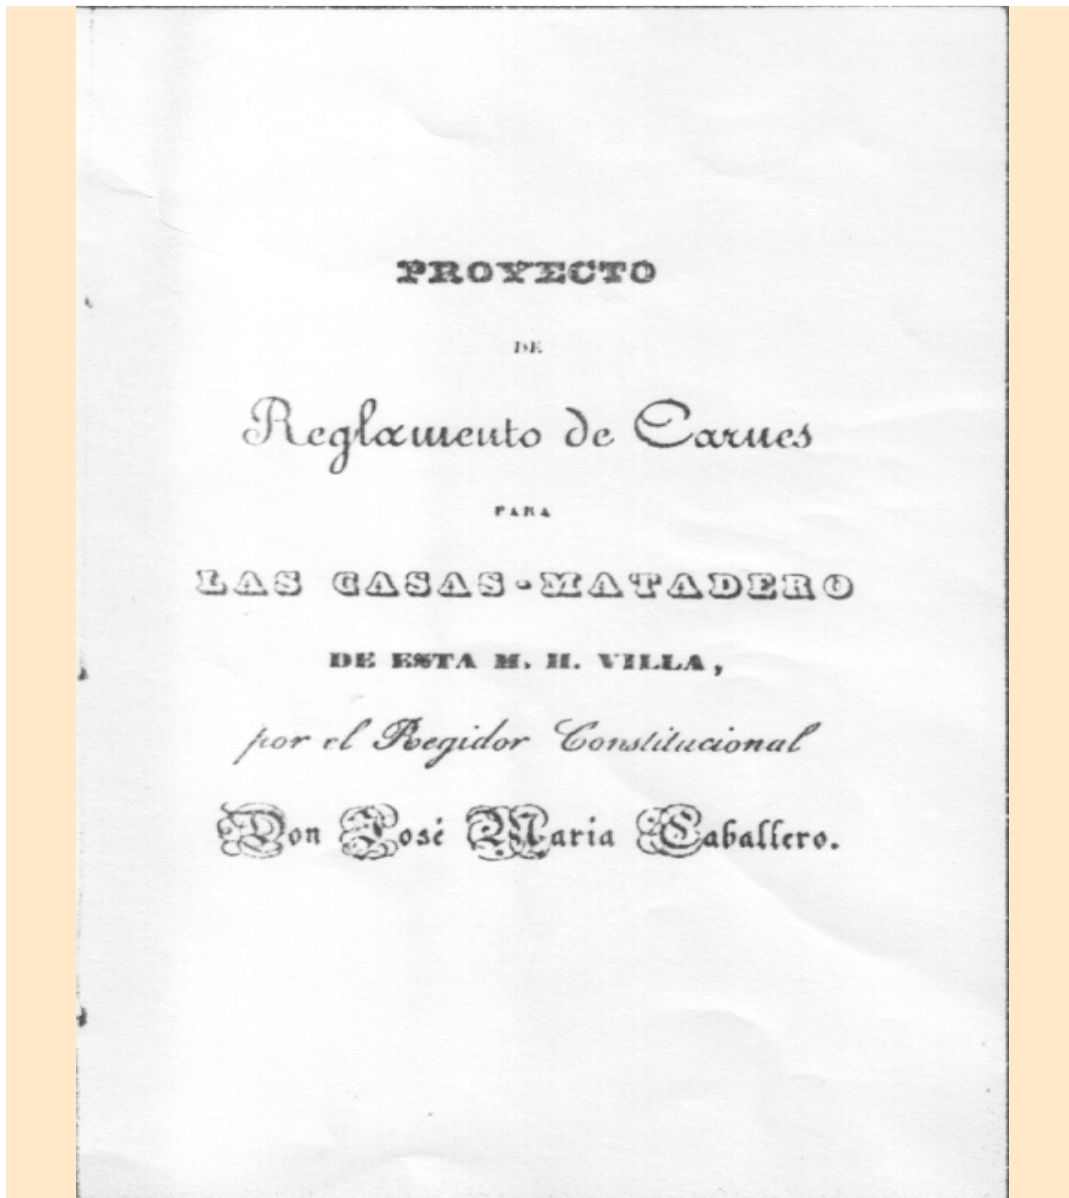 PROYECTO
DE
Reglamento de Carnes
PARA
LAS CASAS-MATADERO
DE ESTA M. H. VILLA,
por el Regidor Constitucional
Don José Maria Caballero.